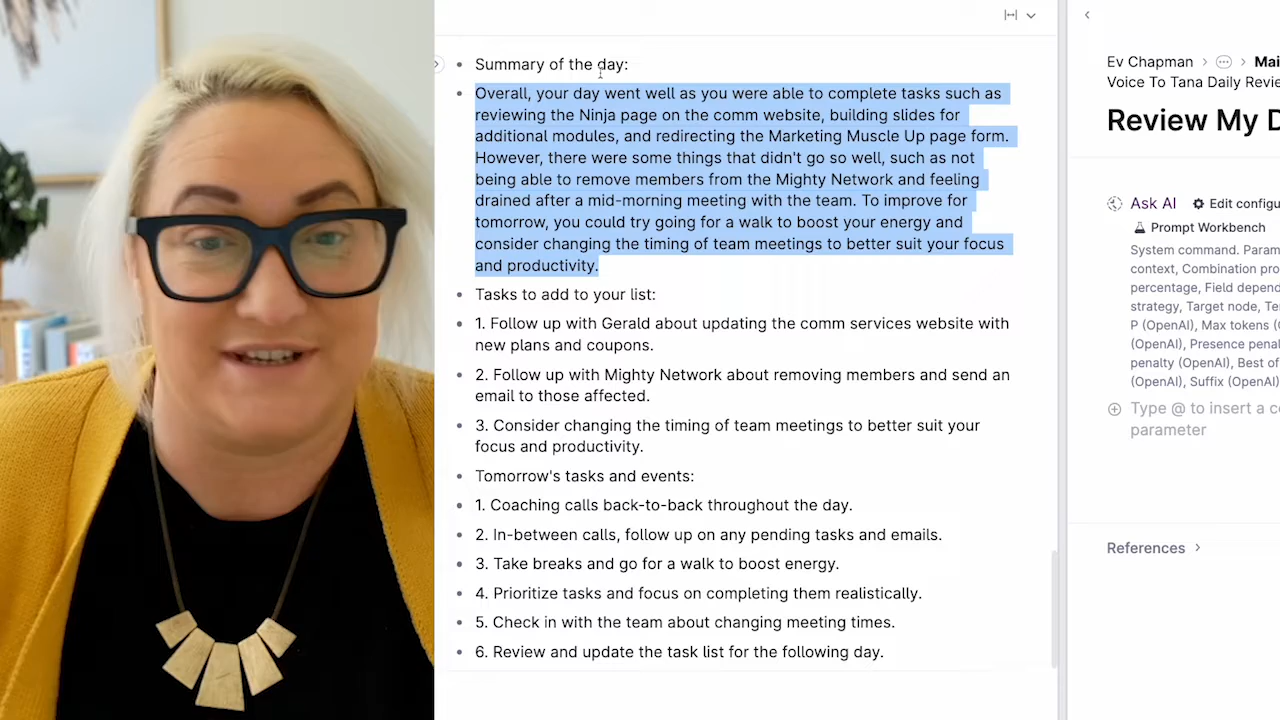 Summary of the day:
Overall, your day went well as you were able to complete tasks such as
reviewing the Ninja page on the comm website, building slides for
additional modules, and redirecting the Marketing Muscle Up page form.
However, there were some things that didn't go so well, such as not
being able to remove members from the Mighty Network and feeling
drained after a mid-morning meeting with the team. To improve for
tomorrow, you could try going for a walk to boost your energy and
consider changing the timing of team meetings to better suit your focus
and productivity.
Tasks to add to your list:
1. Follow up with Gerald about updating the comm services website with
new plans and coupons.
2. Follow up with Mighty Network about removing members and send an
email to those affected.
3. Consider changing the timing of team meetings to better suit your
focus and productivity.
Tomorrow's tasks and events:
1. Coaching calls back-to-back throughout the day.
2. In-between calls, follow up on any pending tasks and emails.
3. Take breaks and go for a walk to boost energy.
4. Prioritize tasks and focus on completing them realistically.
5. Check in with the team about changing meeting times.
6. Review and update the task list for the following day.
Ev Chapman > > Mai
Voice To Tana Daily Revie
Review My D
Ask AI Edit configu
Prompt Workbench
System command. Param
context, Combination pro
percentage, Field depend
strategy, Target node, Te
P (OpenAI), Max tokens (
(OpenAI), Presence penal
penalty (OpenAI), Best of
(OpenAI), Suffix (OpenAI)
Type @ to insert a co
parameter
References >